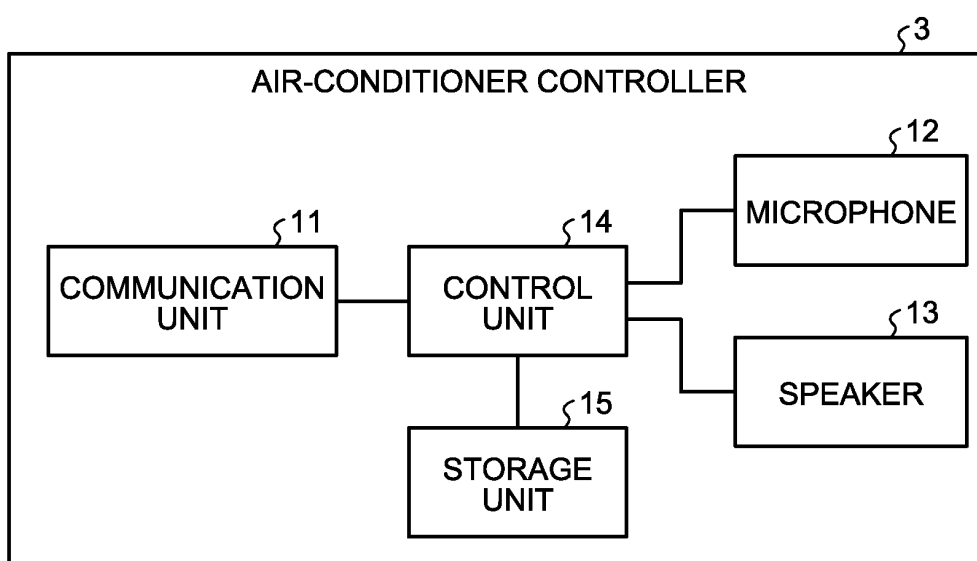 3
AIR-CONDITIONER CONTROLLER
12
MICROPHONE
11
COMMUNICATION
UNIT
14
CONTROL
UNIT
13
SPEAKER
15
STORAGE
UNIT